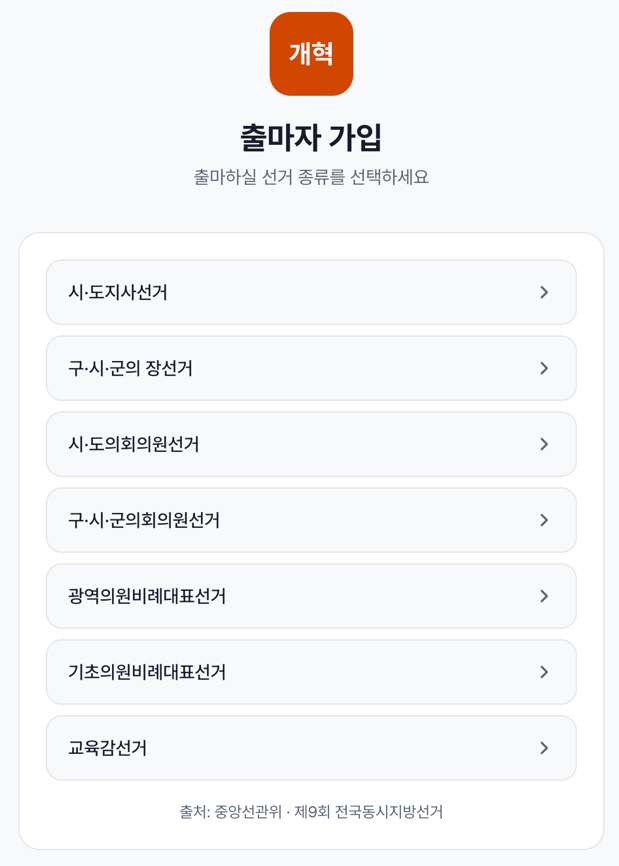 개혁
출마자 가입
출마하실 선거 종류를 선택하세요
시·도지사선거
구·시·군의 장선거
시·도의회의원선거
구·시·군의회의원선거
광역의원비례대표선거
기초의원비례대표선거
교육감선거
출처: 중앙선관위 · 제9회 전국동시지방선거